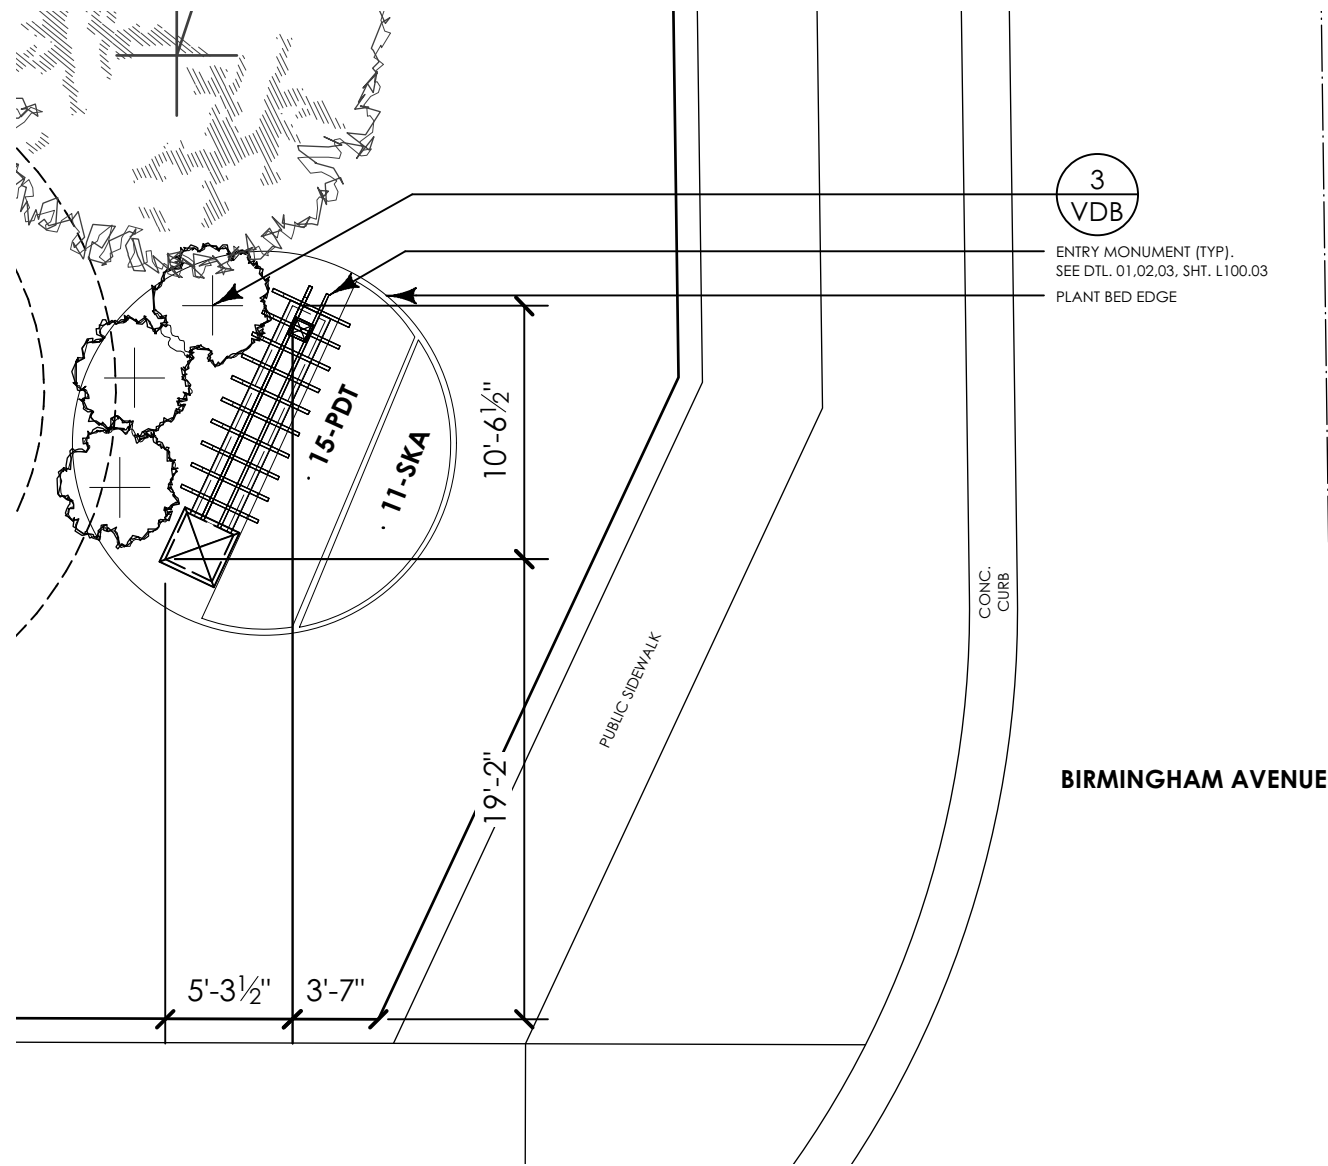 3
VDB
ENTRY MONUMENT (TYP).
SEE DTL. 01,02,03, SHT. L100.03
PLANT BED EDGE
15-PDT
11-SKA
10'-6½"
CONC.
CURB
PUBLIC SIDEWALK
19'-2"
BIRMINGHAM AVENUE
5'-3½"
3'-7"